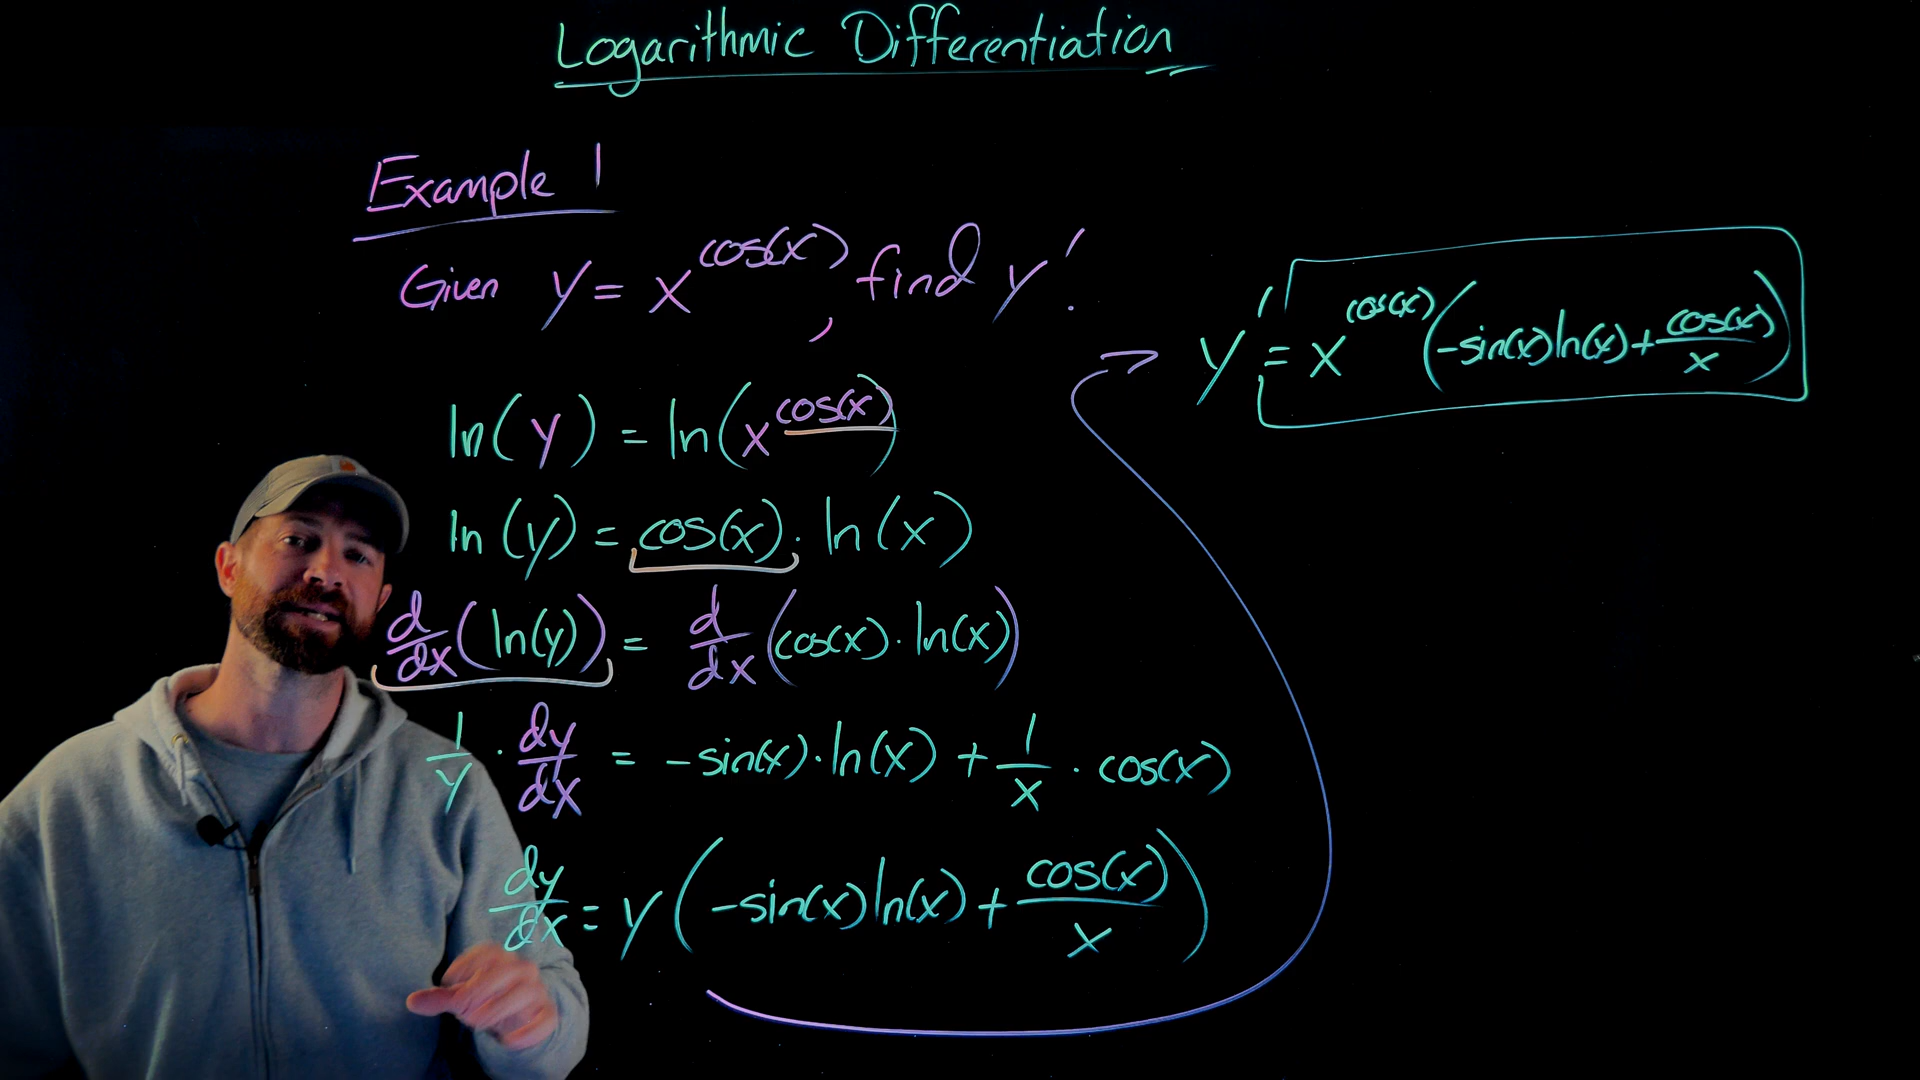 Logarithmic Differentiation
Example 1
Given y = x^cos(x), find y'.
ln(y) = ln(x^cos(x))
ln(y) = cos(x) · ln(x)
d/dx (ln(y)) = d/dx (cos(x) · ln(x))
1/y · dy/dx = -sin(x) · ln(x) + 1/x · cos(x)
dy/dx = y(-sin(x)ln(x) + cos(x)/x)
y' = x^cos(x) (-sin(x)ln(x) + cos(x)/x)